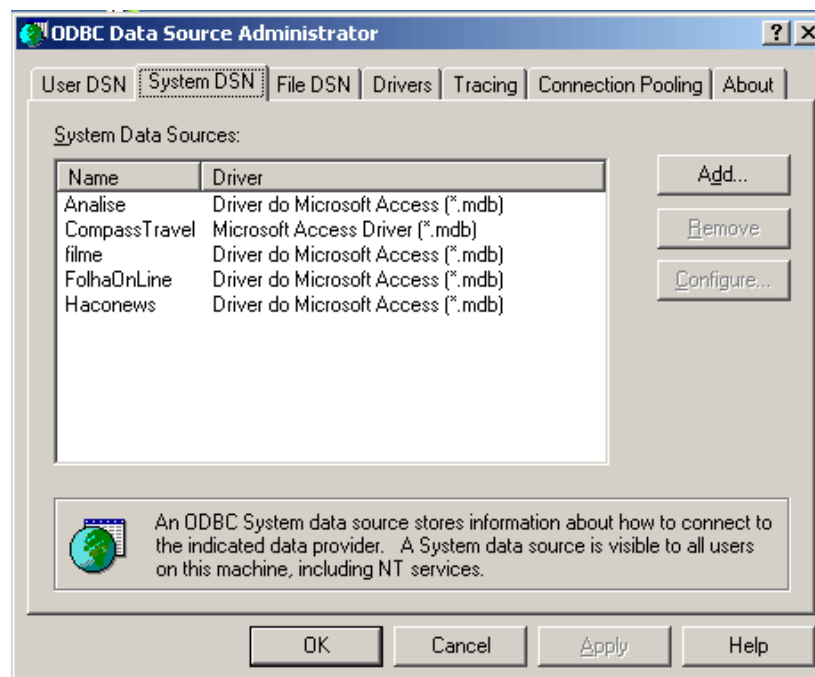 ODBC Data Source Administrator
User DSN System DSN File DSN Drivers Tracing Connection Pooling About
System Data Sources:
Name Driver
Analise Driver do Microsoft Access (*.mdb)
CompassTravel Microsoft Access Driver (*.mdb)
filme Driver do Microsoft Access (*.mdb)
FolhaOnLine Driver do Microsoft Access (*.mdb)
Haconews Driver do Microsoft Access (*.mdb)
Add...
Remove
Configure...
An ODBC System data source stores information about how to connect to
the indicated data provider. A System data source is visible to all users
on this machine, including NT services.
OK Cancel Apply Help